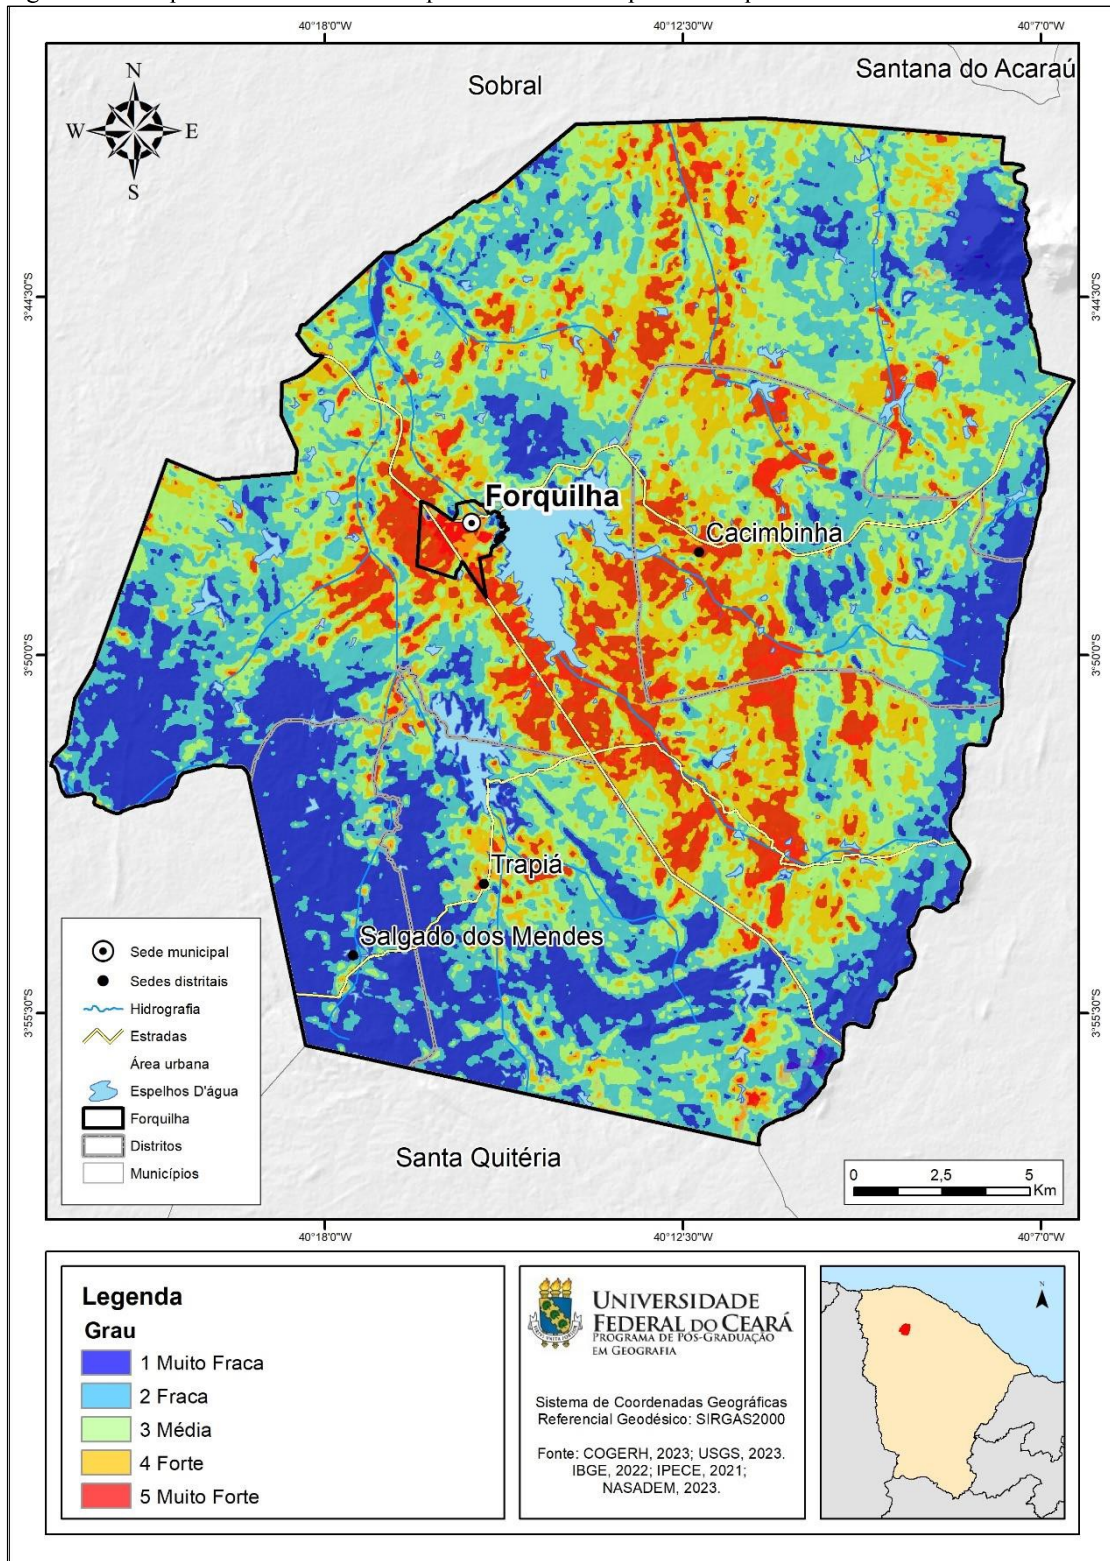 40°18'0"W
40°12'30"W
40°7'0"W
N
W
E
S
Sobral
Santana do Acaraú
3°44'30"S
3°44'30"S
Forquilha
Cacimbinha
3°50'0"S
3°50'0"S
Trapiá
Salgado dos Mendes
3°55'30"S
3°55'30"S
Sede municipal
Sedes distritais
Hidrografia
Estradas
Área urbana
Espelhos D'água
Forquilha
Distritos
Municípios
Santa Quitéria
0
2,5
5
Km
40°18'0"W
40°12'30"W
40°7'0"W
Legenda
Grau
1 Muito Fraca
2 Fraca
3 Média
4 Forte
5 Muito Forte
UNIVERSIDADE
FEDERAL DO CEARÁ
PROGRAMA DE PÓS-GRADUAÇÃO
EM GEOGRAFIA
Sistema de Coordenadas Geográficas
Referencial Geodésico: SIRGAS2000
Fonte: COGERH, 2023; USGS, 2023.
IBGE, 2022; IPECE, 2021;
NASADEM, 2023.
N